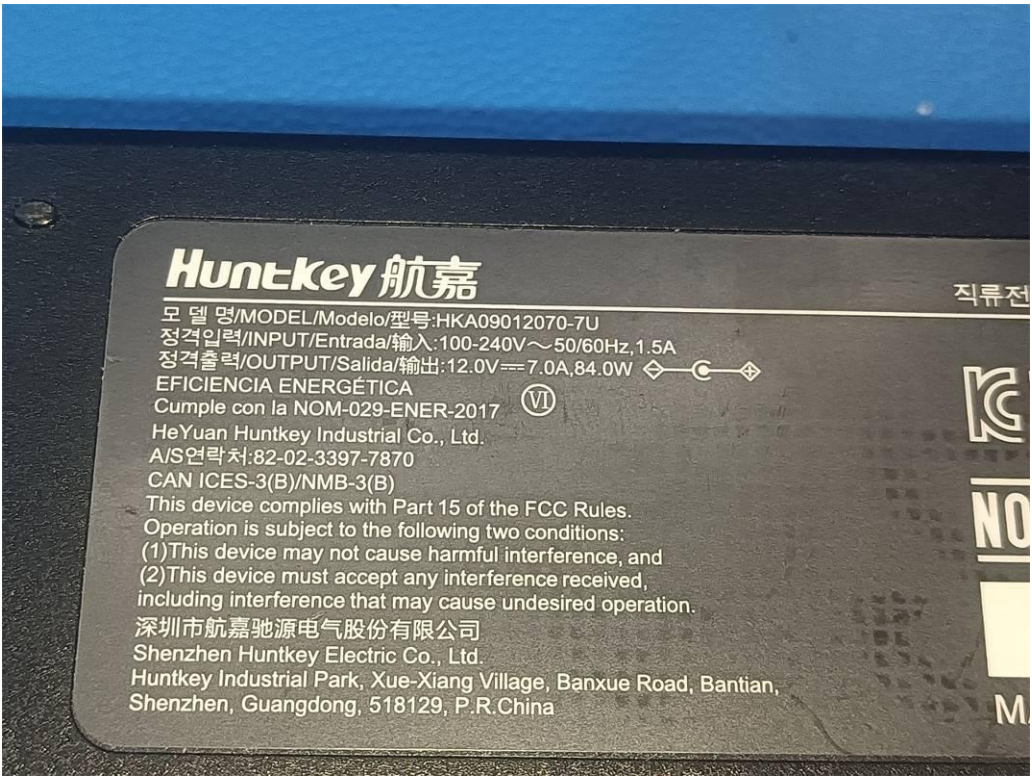 Huntkey 航嘉
직류전
모 델 명/MODEL/Modelo/型号:HKA09012070-7U
정격입력/INPUT/Entrada/输入:100-240V～50/60Hz,1.5A
정격출력/OUTPUT/Salida/输出:12.0V⎓7.0A,84.0W
EFICIENCIA ENERGÉTICA
Cumple con la NOM-029-ENER-2017
VI
HeYuan Huntkey Industrial Co., Ltd.
A/S연락처:82-02-3397-7870
CAN ICES-3(B)/NMB-3(B)
This device complies with Part 15 of the FCC Rules.
Operation is subject to the following two conditions:
(1)This device may not cause harmful interference, and
(2)This device must accept any interference received,
including interference that may cause undesired operation.
深圳市航嘉驰源电气股份有限公司
Shenzhen Huntkey Electric Co., Ltd.
Huntkey Industrial Park, Xue-Xiang Village, Banxue Road, Bantian,
Shenzhen, Guangdong, 518129, P.R.China
NO